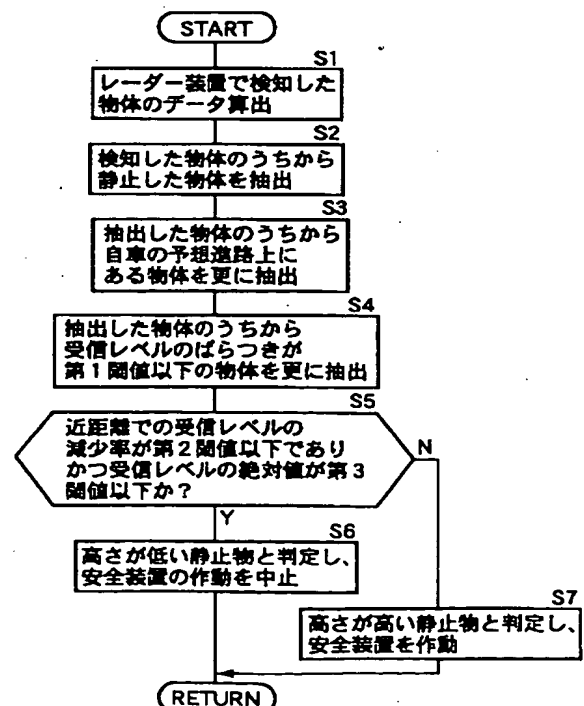 START
S1
レーダー装置で検知した
物体のデータ算出
S2
検知した物体のうちから
静止した物体を抽出
S3
抽出した物体のうちから
自車の予想進路上に
ある物体を更に抽出
S4
抽出した物体のうちから
受信レベルのばらつきが
第1閾値以下の物体を更に抽出
S5
近距離での受信レベルの
減少率が第2閾値以下であり
かつ受信レベルの絶対値が第3
閾値以下か?
N
Y
S6
高さが低い静止物と判定し、
安全装置の作動を中止
S7
高さが高い静止物と判定し、
安全装置を作動
RETURN